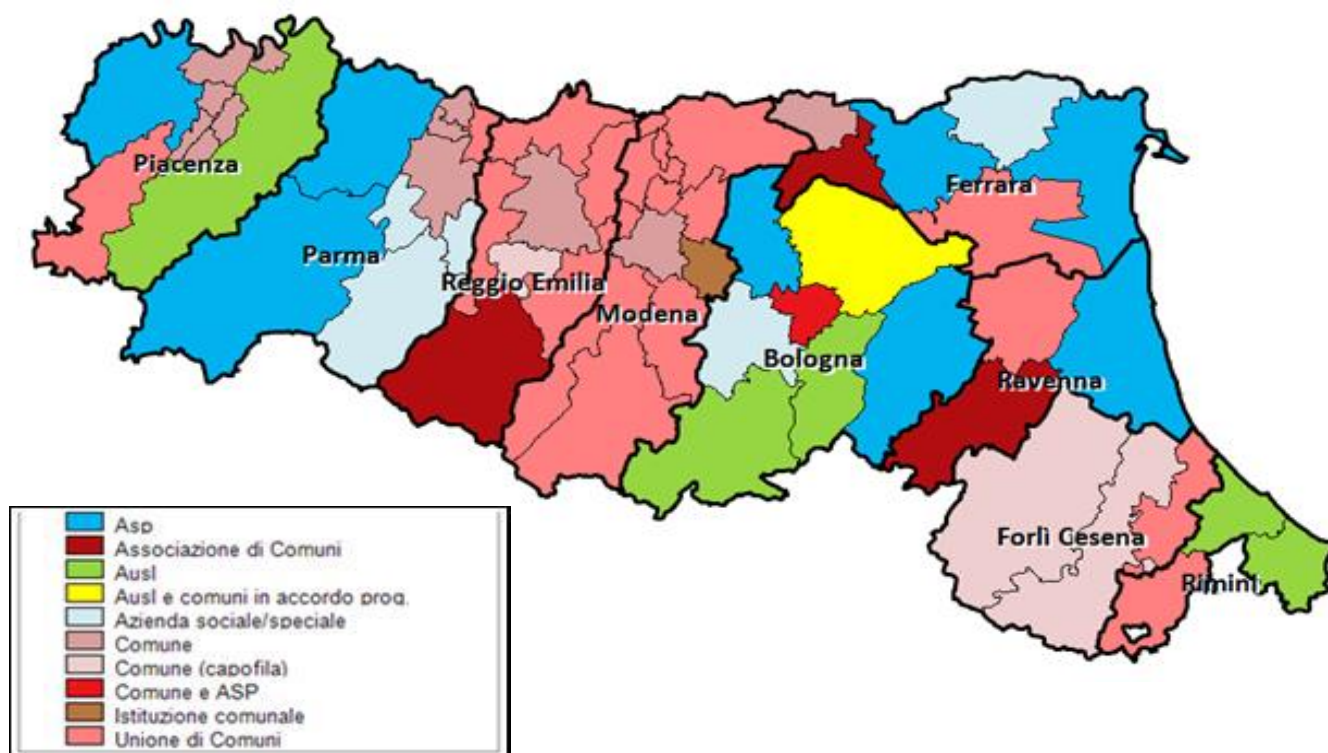 Piacenza
Ferrara
Parma
Reggio Emilia
Modena
Bologna
Ravenna
Forlì Cesena
Rimini
Asp
Associazione di Comuni
Ausl
Ausl e comuni in accordo prog.
Azienda sociale/speciale
Comune
Comune (capofila)
Comune e ASP
Istituzione comunale
Unione di Comuni